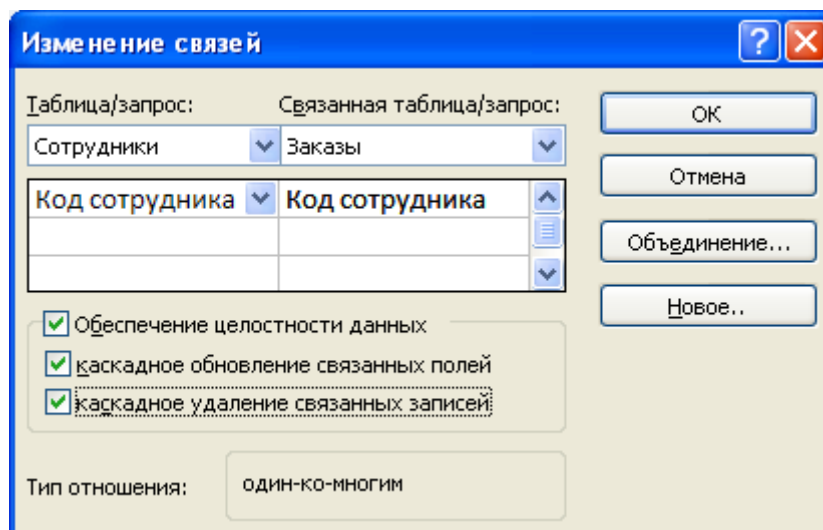 Изменение связей
Таблица/запрос: Связанная таблица/запрос:
Сотрудники Заказы
Код сотрудника Код сотрудника
Обеспечение целостности данных
каскадное обновление связанных полей
каскадное удаление связанных записей
Тип отношения: один-ко-многим
ОК
Отмена
Объединение...
Новое..